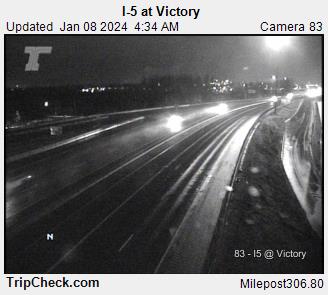 I-5 at Victory
Updated Jan 08 2024 4:34 AM Camera 83
T
N
83 - I5 @ Victory
TripCheck.com Milepost306.80